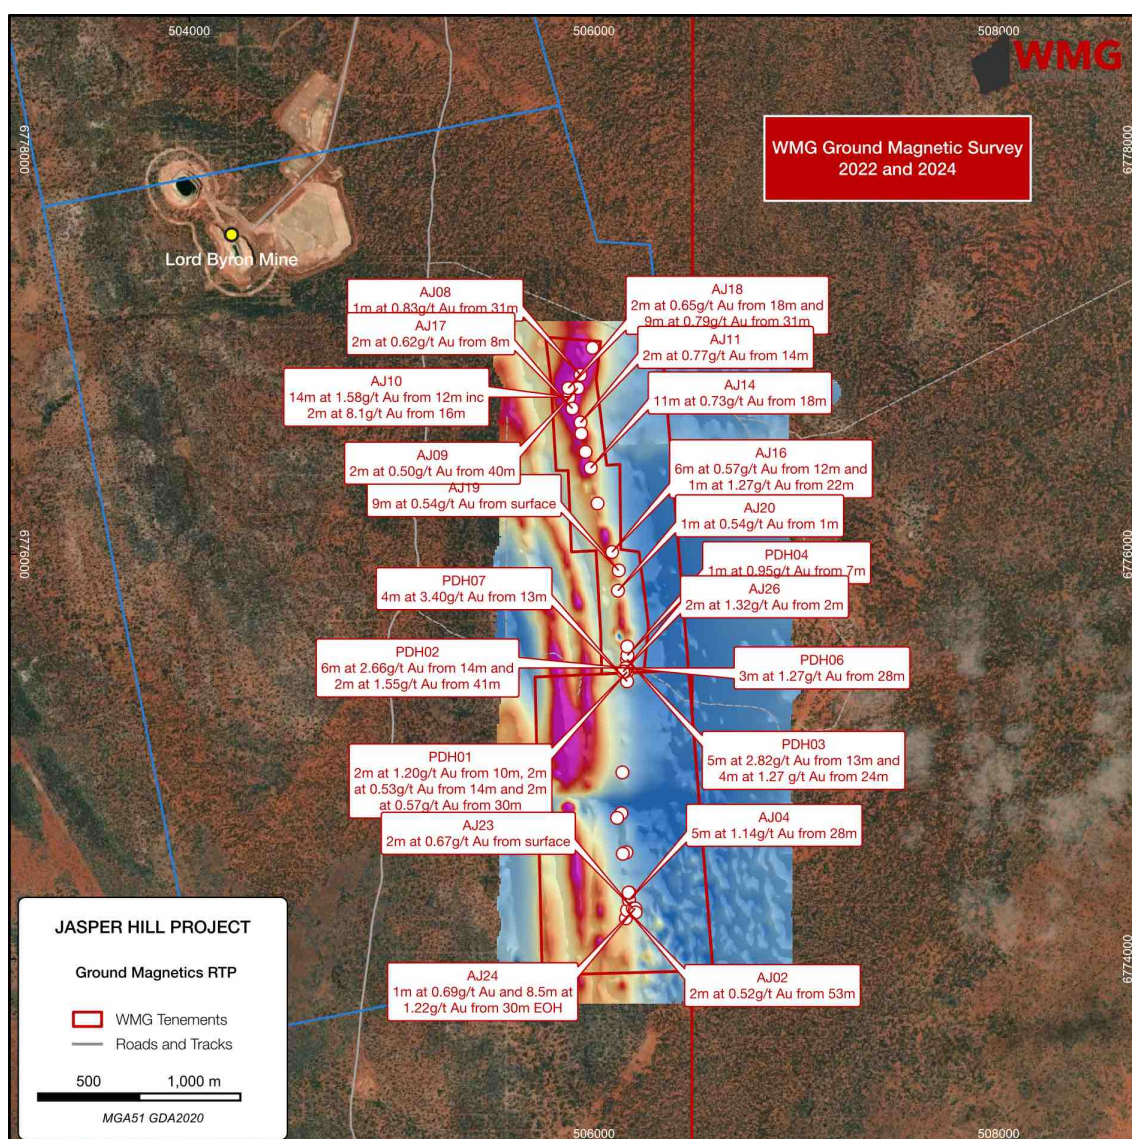 504000
506000
508000
WMG
6778000
6778000
WMG Ground Magnetic Survey
2022 and 2024
Lord Byron Mine
AJ08
1m at 0.83g/t Au from 31m
AJ18
2m at 0.65g/t Au from 18m and
9m at 0.79g/t Au from 31m
AJ17
2m at 0.62g/t Au from 8m
AJ11
2m at 0.77g/t Au from 14m
AJ10
14m at 1.58g/t Au from 12m inc
2m at 8.1g/t Au from 16m
AJ14
11m at 0.73g/t Au from 18m
AJ09
2m at 0.50g/t Au from 40m
AJ16
6m at 0.57g/t Au from 12m and
1m at 1.27g/t Au from 22m
AJ19
9m at 0.54g/t Au from surface
AJ20
1m at 0.54g/t Au from 1m
6776000
6776000
PDH04
1m at 0.95g/t Au from 7m
PDH07
4m at 3.40g/t Au from 13m
AJ26
2m at 1.32g/t Au from 2m
PDH02
6m at 2.66g/t Au from 14m and
2m at 1.55g/t Au from 41m
PDH06
3m at 1.27g/t Au from 28m
PDH01
2m at 1.20g/t Au from 10m, 2m
at 0.53g/t Au from 14m and 2m
at 0.57g/t Au from 30m
PDH03
5m at 2.82g/t Au from 13m and
4m at 1.27 g/t Au from 24m
AJ23
2m at 0.67g/t Au from surface
AJ04
5m at 1.14g/t Au from 28m
6774000
AJ24
1m at 0.69g/t Au and 8.5m at
1.22g/t Au from 30m EOH
AJ02
2m at 0.52g/t Au from 53m
JASPER HILL PROJECT
Ground Magnetics RTP
WMG Tenements
Roads and Tracks
500
1,000 m
MGA51 GDA2020
506000
508000